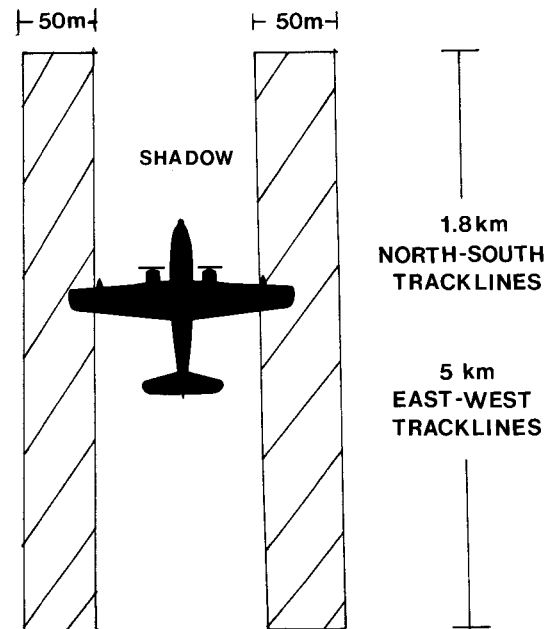 50m
50m
SHADOW
1.8 km
NORTH-SOUTH
TRACKLINES
5 km
EAST-WEST
TRACKLINES